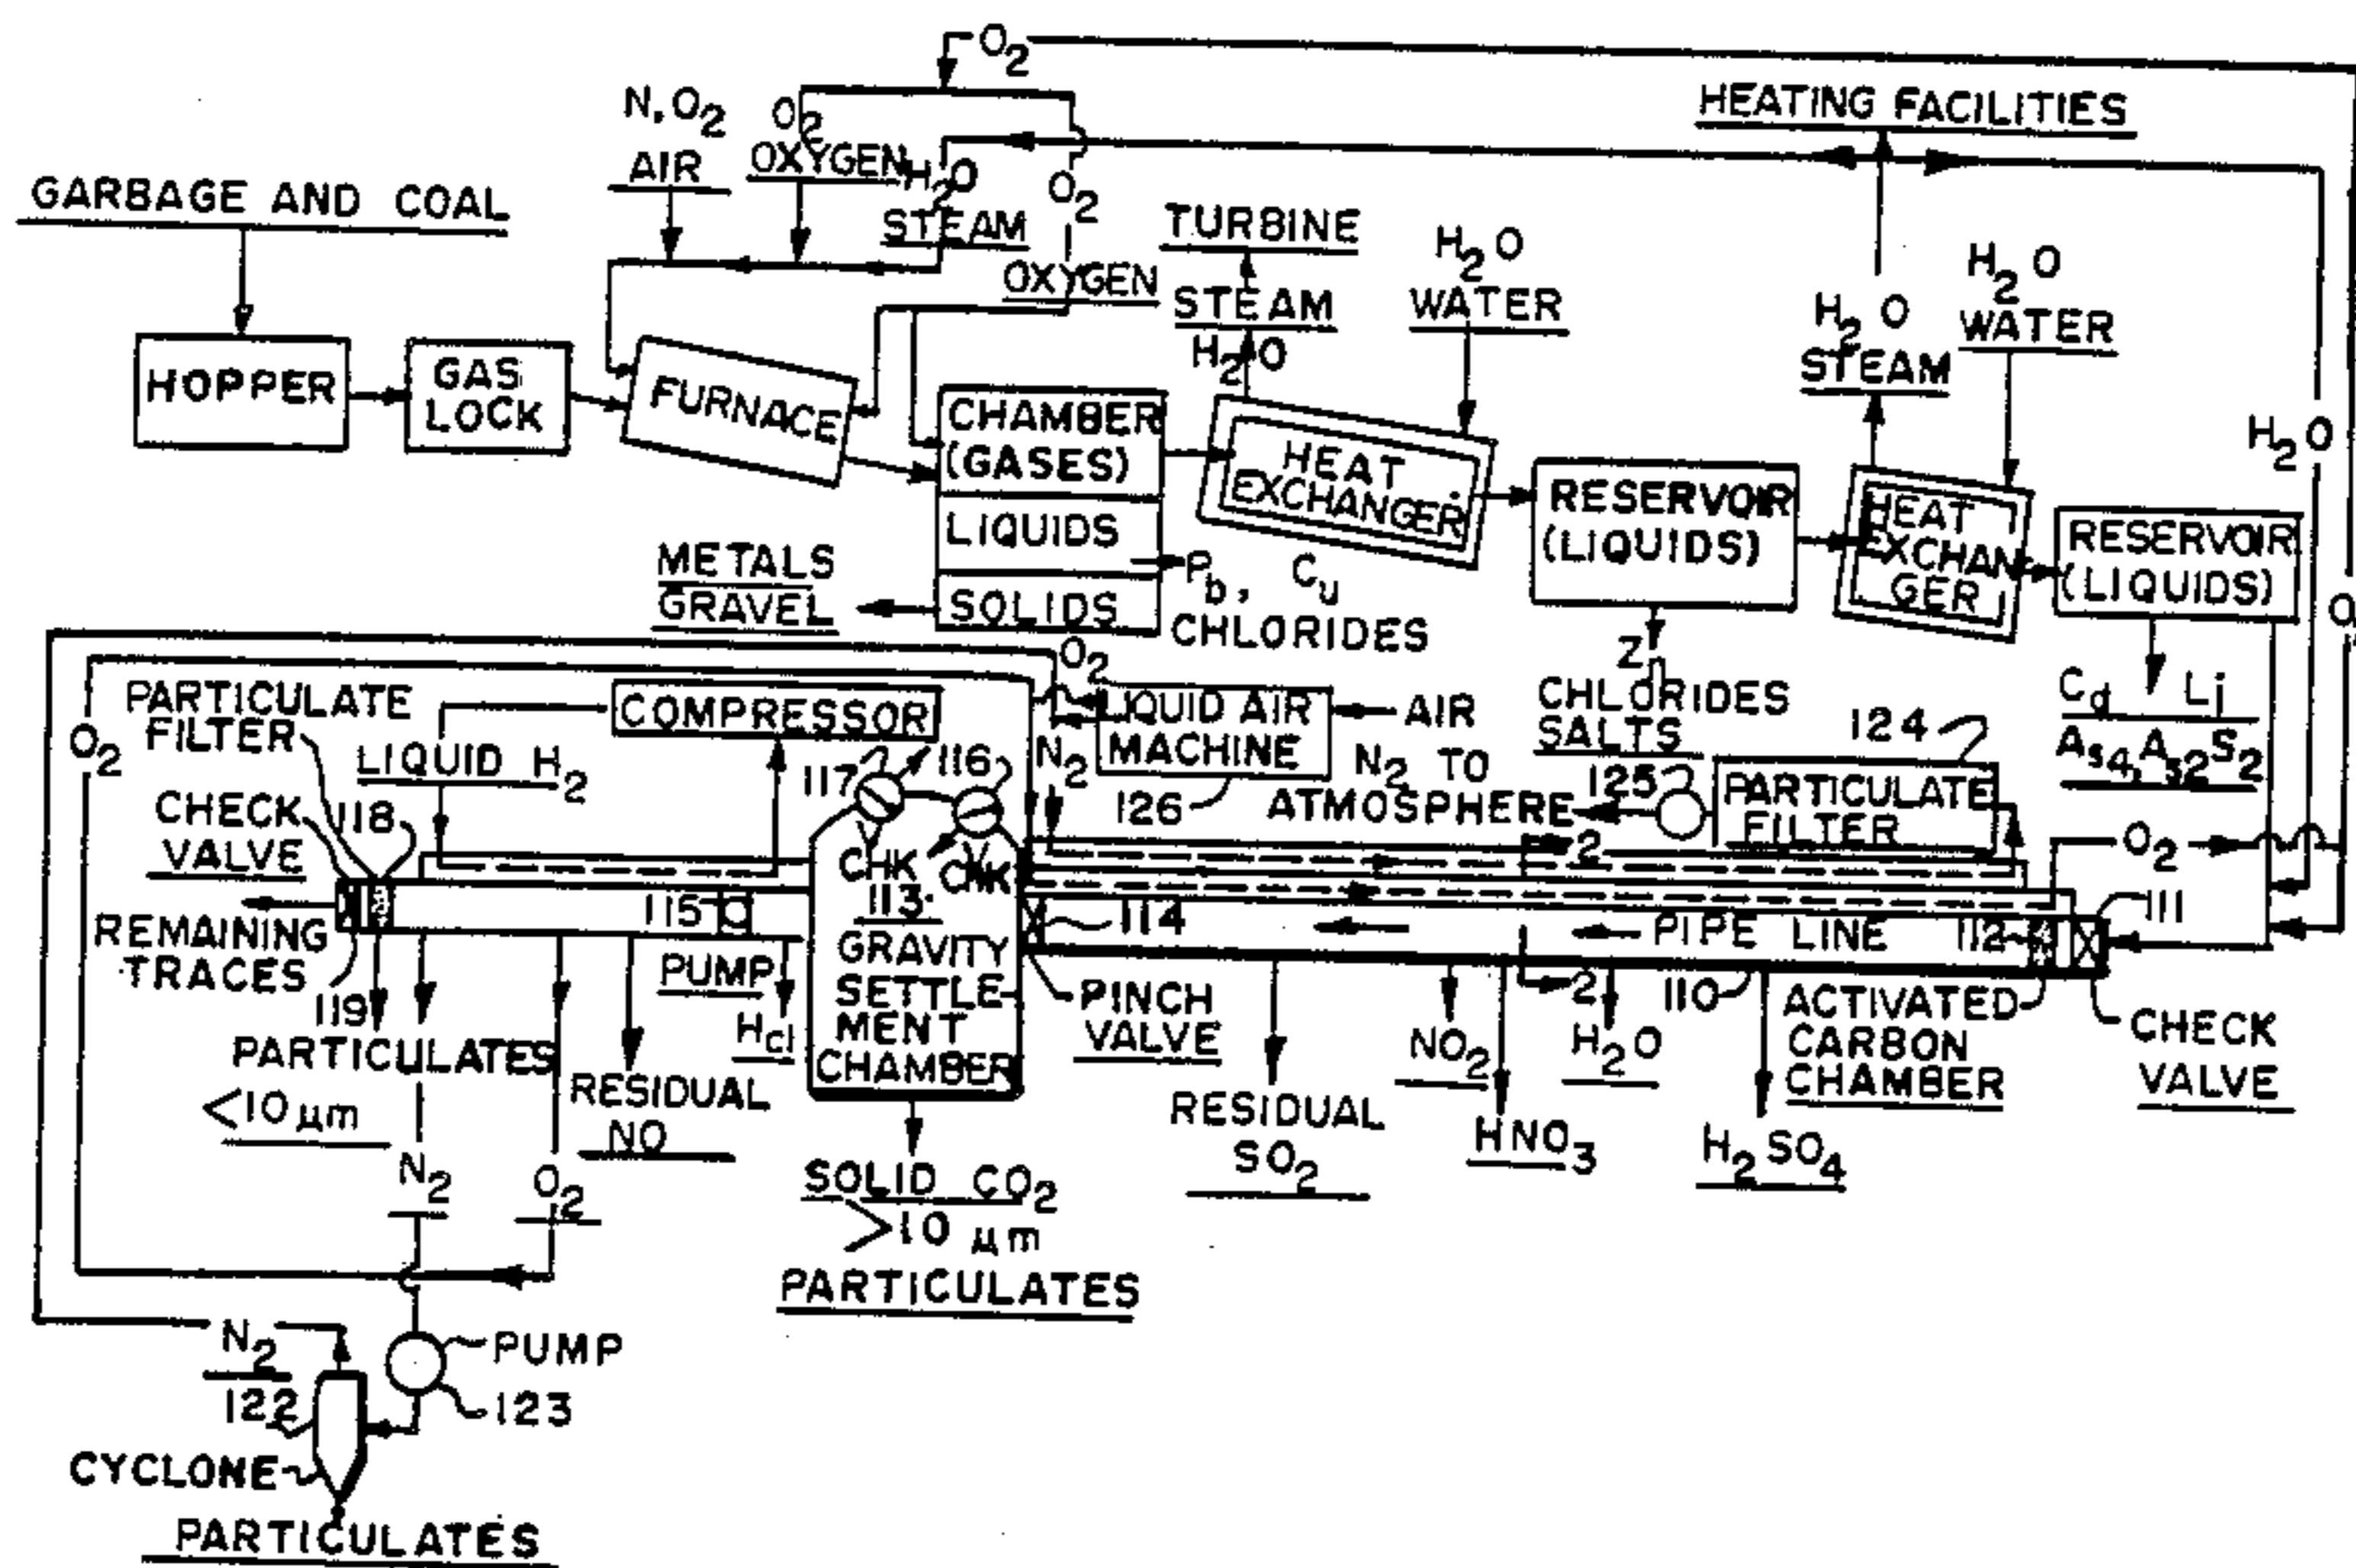 O2
HEATING FACILITIES
N, O2
AIR
O2
OXYGEN
H2O
STEAM
O2
OXYGEN
GARBAGE AND COAL
TURBINE
STEAM
H2O
H2O
WATER
H2O
STEAM
H2O
WATER
H2O
HOPPER
GAS
LOCK
FURNACE
CHAMBER
(GASES)
LIQUIDS
SOLIDS
HEAT
EXCHANGER
RESERVOIR
(LIQUIDS)
HEAT
EXCHAN
GER
RESERVOIR
(LIQUIDS)
METALS
GRAVEL
Pb, Cu
CHLORIDES
Zn
CHLORIDES
SALTS
Cd Li
As4, As2S2
O2
PARTICULATE
FILTER
LIQUID H2
COMPRESSOR
O2
N2
LIQUID AIR
MACHINE
126
AIR
N2 TO
ATMOSPHERE
125
124
PARTICULATE
FILTER
CHECK
VALVE
118
117
116
CHK
V
CHK
V
113
GRAVITY
SETTLE-
MENT
CHAMBER
115
PUMP
114
PINCH
VALVE
2
2
PIPE LINE
112
111
O2
REMAINING
TRACES
119
PARTICULATES
<10 μm
N2
O2
RESIDUAL
NO
Hcl
SOLID CO2
>10 μm
PARTICULATES
RESIDUAL
SO2
NO2
HNO3
H2O
110
H2SO4
ACTIVATED
CARBON
CHAMBER
CHECK
VALVE
N2
122
PUMP
123
CYCLONE
PARTICULATES